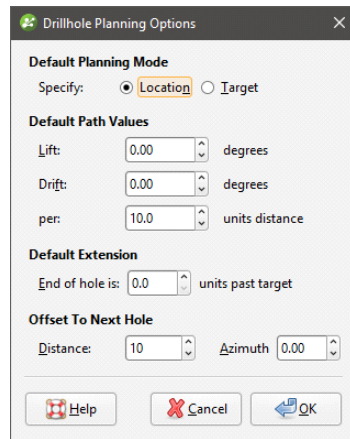 Drillhole Planning Options
Default Planning Mode
Specify: Location Target
Default Path Values
Lift: 0.00 degrees
Drift: 0.00 degrees
per: 10.0 units distance
Default Extension
End of hole is: 0.0 units past target
Offset To Next Hole
Distance: 10 Azimuth 0.00
Help Cancel OK